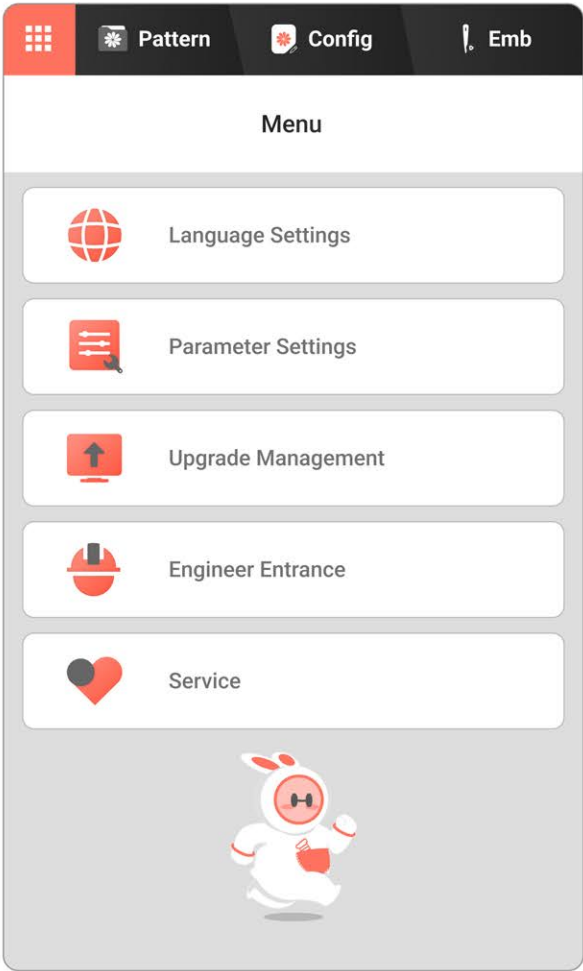 Pattern Config Emb
Menu
Language Settings
Parameter Settings
Upgrade Management
Engineer Entrance
Service